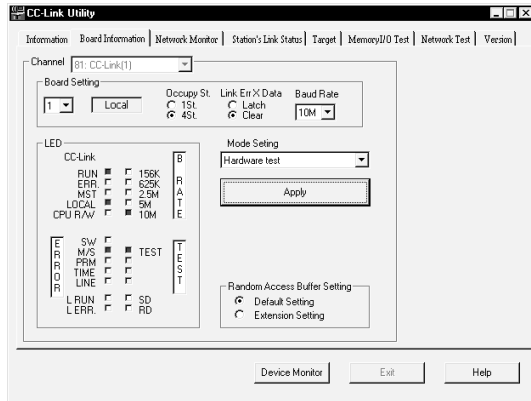 CC-Link Utility
Information Board Information Network Monitor Station's Link Status Target MemoryI/O Test Network Test Version
Channel 81: CC-Link(1)
Board Setting
Occupy St. Link Err X Data Baud Rate
1 Local 1St. Latch 10M
4St. Clear
LED
CC-Link
RUN 156K
ERR. 625K
MST 2.5M
LOCAL 5M
CPU R/W 10M
B RATE
SW
M/S TEST
PRM
TIME
LINE
ERROR
TEST
L RUN SD
L ERR. RD
Mode Seting
Hardware test
Apply
Random Access Buffer Setting
Default Setting
Extension Setting
Device Monitor Exit Help